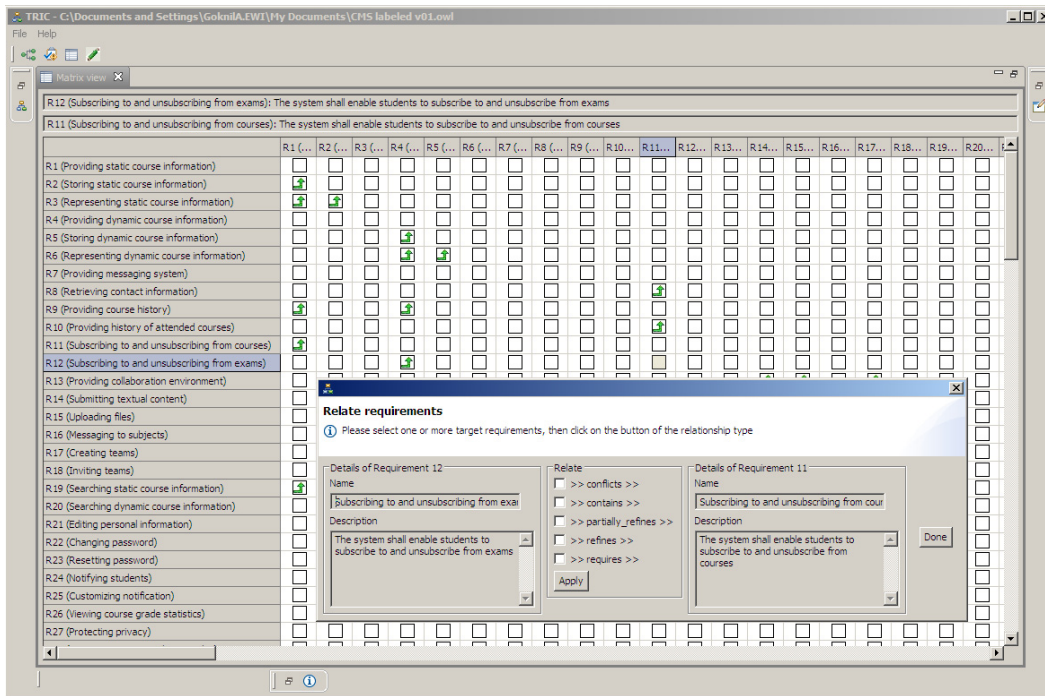 TRIC - C:\Documents and Settings\GoknilA.EWI\My Documents\CMS labeled v01.owl
File Help
Matrix view
R12 (Subscribing to and unsubscribing from exams): The system shall enable students to subscribe to and unsubscribe from exams
R11 (Subscribing to and unsubscribing from courses): The system shall enable students to subscribe to and unsubscribe from courses
R1 (... R2 (... R3 (... R4 (... R5 (... R6 (... R7 (... R8 (... R9 (... R10... R11... R12... R13... R14... R15... R16... R17... R18... R19... R20...
R1 (Providing static course information)
R2 (Storing static course information)
R3 (Representing static course information)
R4 (Providing dynamic course information)
R5 (Storing dynamic course information)
R6 (Representing dynamic course information)
R7 (Providing messaging system)
R8 (Retrieving contact information)
R9 (Providing course history)
R10 (Providing history of attended courses)
R11 (Subscribing to and unsubscribing from courses)
R12 (Subscribing to and unsubscribing from exams)
R13 (Providing collaboration environment)
R14 (Submitting textual content)
R15 (Uploading files)
R16 (Messaging to subjects)
R17 (Creating teams)
R18 (Inviting teams)
R19 (Searching static course information)
R20 (Searching dynamic course information)
R21 (Editing personal information)
R22 (Changing password)
R23 (Resetting password)
R24 (Notifying students)
R25 (Customizing notification)
R26 (Viewing course grade statistics)
R27 (Protecting privacy)
Relate requirements
Please select one or more target requirements, then click on the button of the relationship type
Details of Requirement 12
Name
Subscribing to and unsubscribing from exar
Description
The system shall enable students to
subscribe to and unsubscribe from exams
Relate
>> conflicts >>
>> contains >>
>> partially_refines >>
>> refines >>
>> requires >>
Apply
Details of Requirement 11
Name
Subscribing to and unsubscribing from cour
Description
The system shall enable students to
subscribe to and unsubscribe from
courses
Done